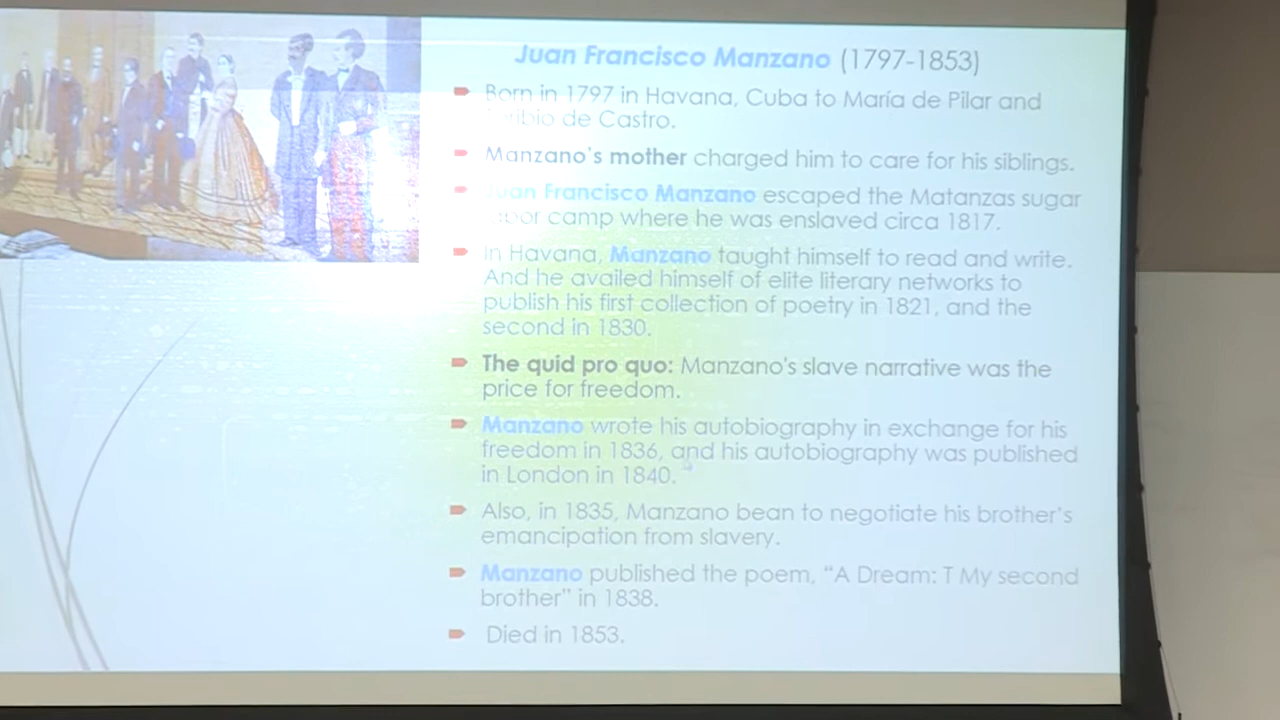 Juan Francisco Manzano (1797-1853)
Born in 1797 in Havana, Cuba to María de Pilar and
de Castro.
Manzano's mother charged him to care for his siblings.
Juan Francisco Manzano escaped the Matanzas sugar
labor camp where he was enslaved circa 1817.
In Havana, Manzano taught himself to read and write.
And he availed himself of elite literary networks to
publish his first collection of poetry in 1821, and the
second in 1830.
The quid pro quo: Manzano's slave narrative was the
price for freedom.
Manzano wrote his autobiography in exchange for his
freedom in 1836, and his autobiography was published
in London in 1840.
Also, in 1835, Manzano bean to negotiate his brother's
emancipation from slavery.
Manzano published the poem, “A Dream: T My second
brother” in 1838.
Died in 1853.